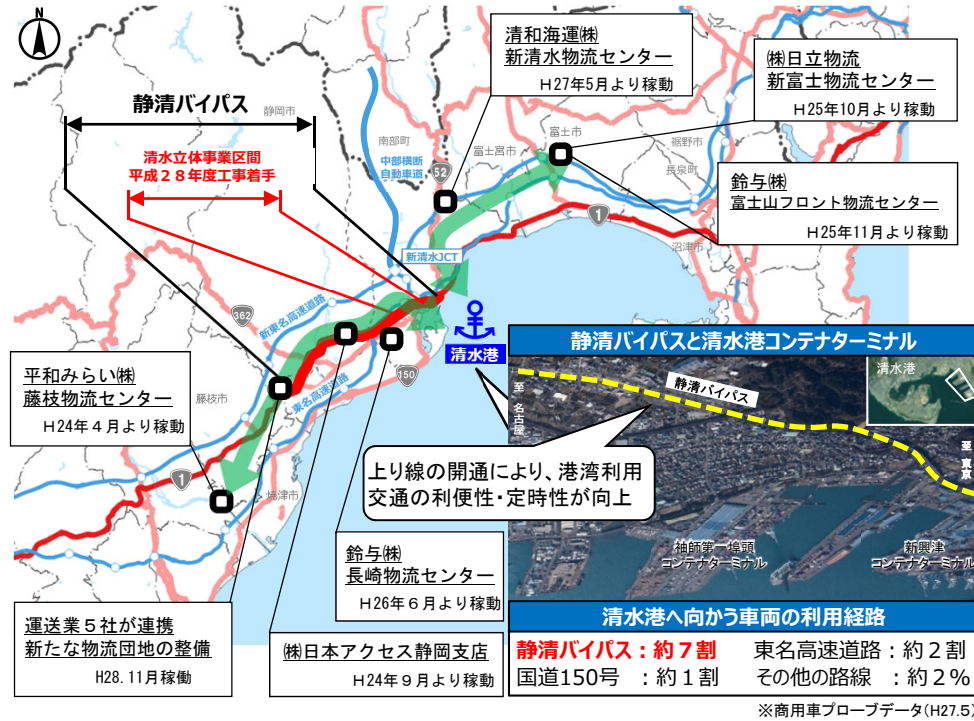 N
清和海運㈱
新清水物流センター
H27年5月より稼動
㈱日立物流
新富士物流センター
H25年10月より稼動
静清バイパス
静岡市
清水立体事業区間
平成２８年度工事着手
南部町
中部横断
自動車道
52
富士宮市
富士市
裾野市
長泉町
鈴与㈱
富士山フロント物流センター
H25年11月より稼動
1
沼津市
新清水JCT
362
新東名高速道路
清水港
150
東名高速道路
平和みらい㈱
藤枝物流センター
H24年４月より稼動
藤枝市
1
焼津市
上り線の開通により、港湾利用
交通の利便性・定時性が向上
静清バイパスと清水港コンテナターミナル
清水港
至 名古屋
静清バイパス
至 東京
袖師第一埠頭
コンテナターミナル
新興津
コンテナターミナル
鈴与㈱
長崎物流センター
H26年６月より稼動
運送業５社が連携
新たな物流団地の整備
H28.11月稼働
㈱日本アクセス静岡支店
H24年９月より稼動
清水港へ向かう車両の利用経路
静清バイパス：約７割 東名高速道路：約２割
国道150号 ：約１割 その他の路線 ：約２％
※商用車プローブデータ(H27.5)